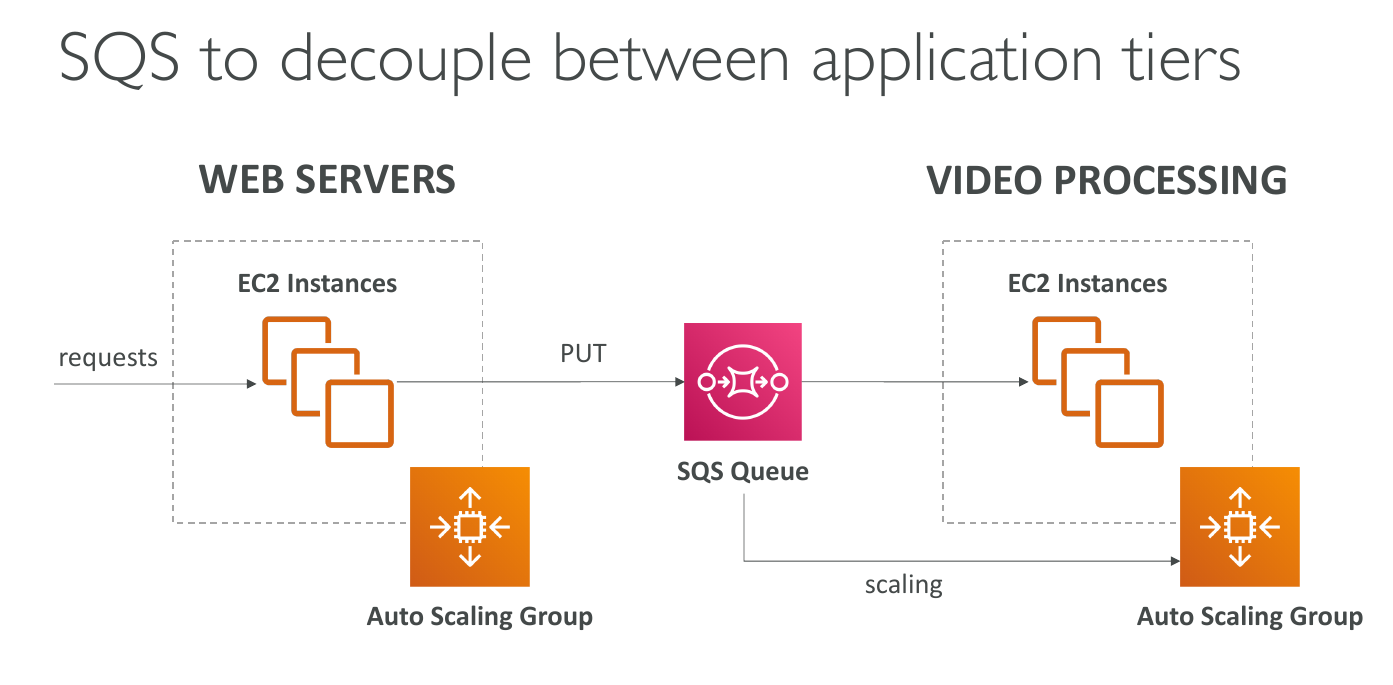 SQS to decouple between application tiers
WEB SERVERS
VIDEO PROCESSING
EC2 Instances
EC2 Instances
requests
PUT
SQS Queue
scaling
Auto Scaling Group
Auto Scaling Group